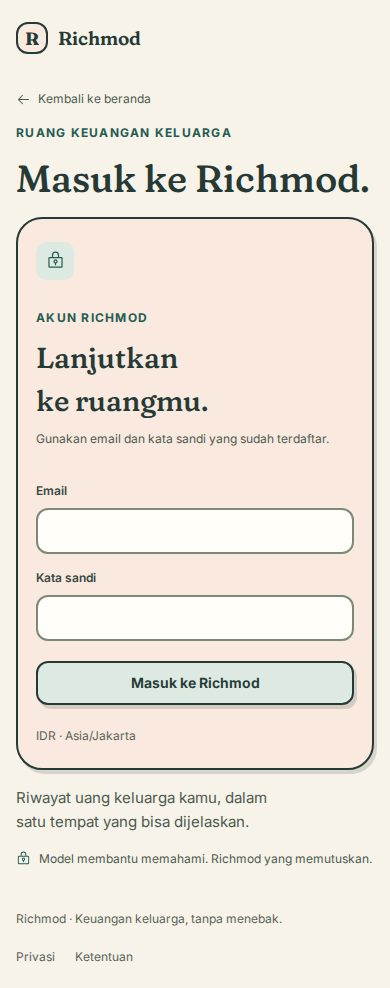 R Richmod
← Kembali ke beranda
RUANG KEUANGAN KELUARGA
Masuk ke Richmod.
AKUN RICHMOD
Lanjutkan
ke ruangmu.
Gunakan email dan kata sandi yang sudah terdaftar.
Email
Kata sandi
Masuk ke Richmod
IDR · Asia/Jakarta
Riwayat uang keluarga kamu, dalam
satu tempat yang bisa dijelaskan.
Model membantu memahami. Richmod yang memutuskan.
Richmod · Keuangan keluarga, tanpa menebak.
Privasi Ketentuan